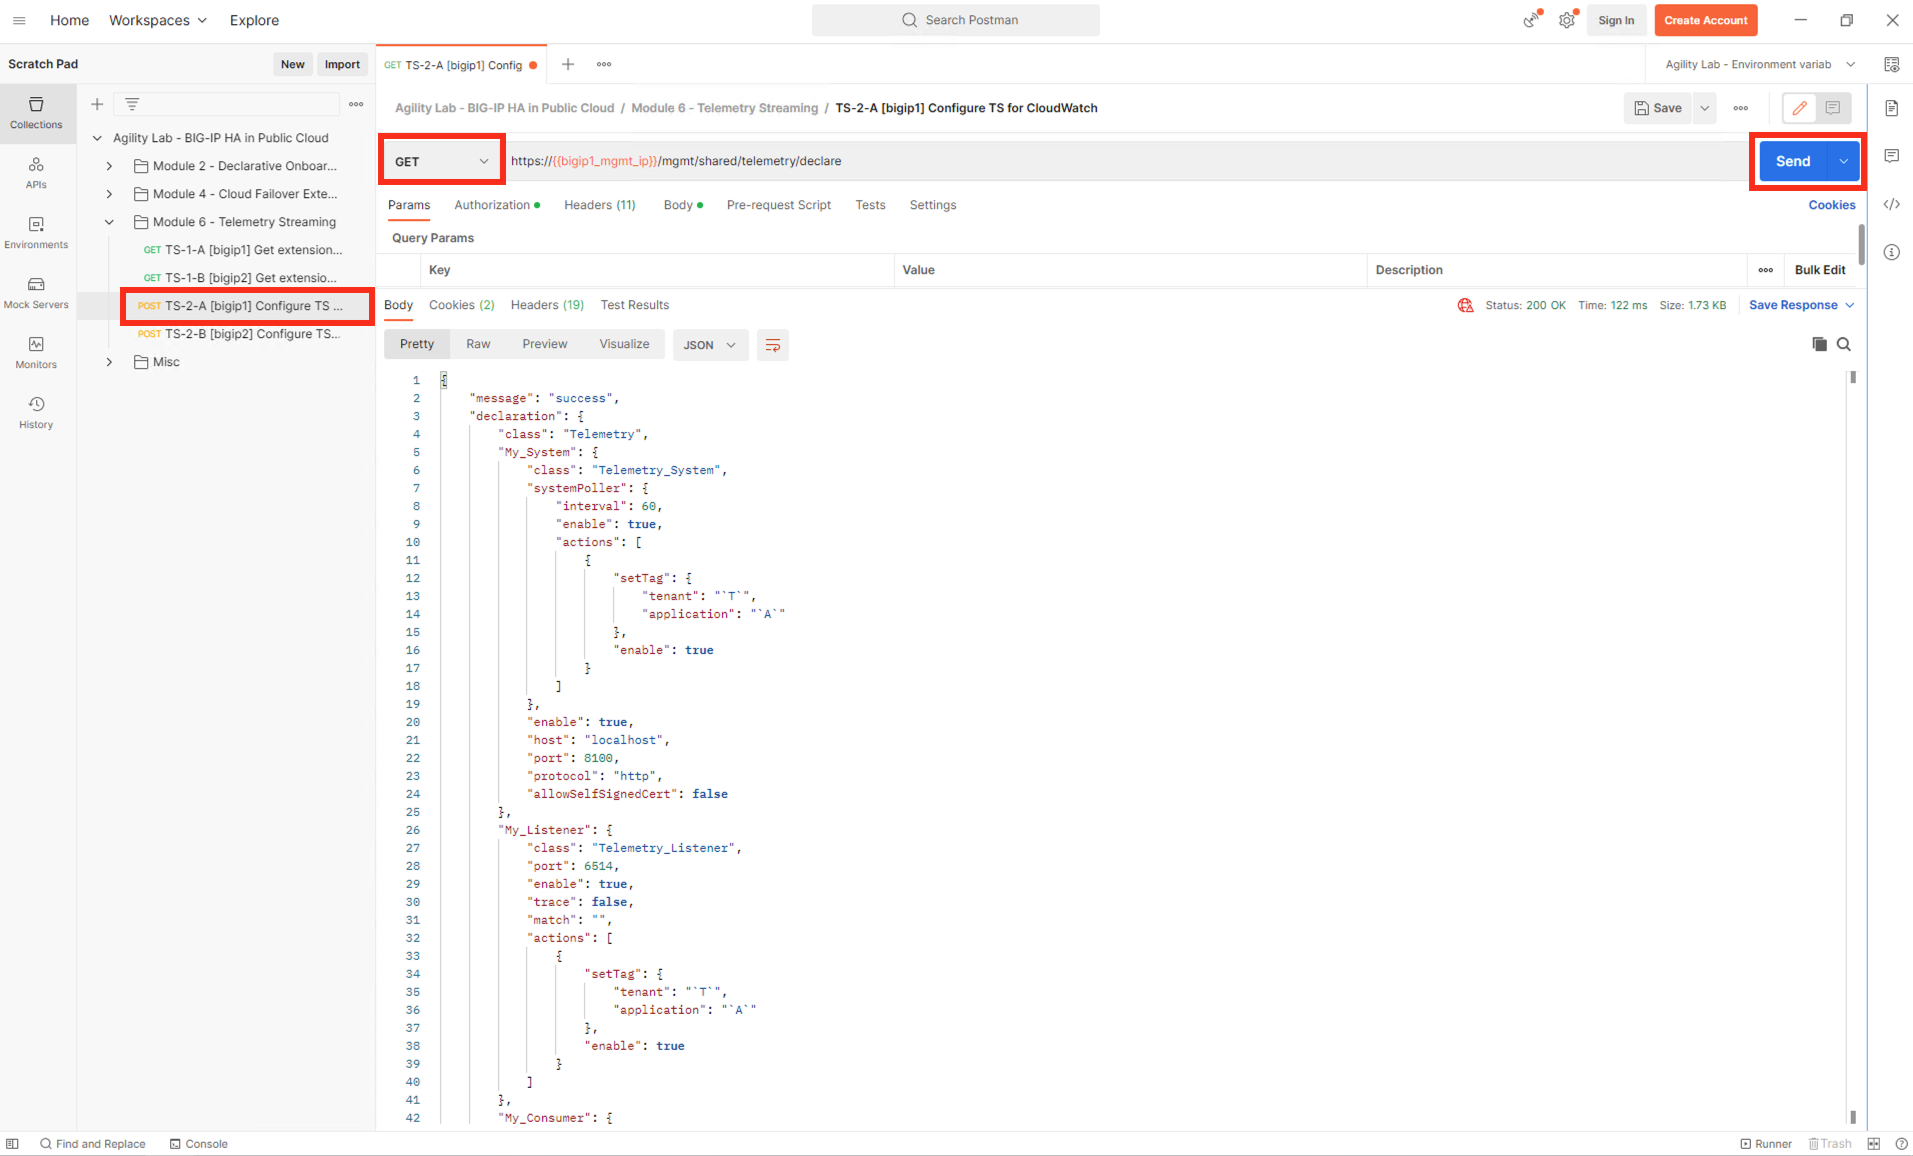 Home Workspaces Explore Search Postman Sign In Create Account
Scratch Pad New Import GET TS-2-A [bigip1] Config Agility Lab - Environment variab
Collections
APIs
Environments
Mock Servers
Monitors
History
Agility Lab - BIG-IP HA in Public Cloud
Module 2 - Declarative Onboar...
Module 4 - Cloud Failover Exte...
Module 6 - Telemetry Streaming
GET TS-1-A [bigip1] Get extension...
GET TS-1-B [bigip2] Get extensio...
POST TS-2-A [bigip1] Configure TS ...
POST TS-2-B [bigip2] Configure TS...
Misc
Agility Lab - BIG-IP HA in Public Cloud / Module 6 - Telemetry Streaming / TS-2-A [bigip1] Configure TS for CloudWatch Save
GET https://{{bigip1_mgmt_ip}}/mgmt/shared/telemetry/declare Send
Params Authorization Headers (11) Body Pre-request Script Tests Settings Cookies
Query Params
Key Value Description Bulk Edit
Body Cookies (2) Headers (19) Test Results Status: 200 OK Time: 122 ms Size: 1.73 KB Save Response
Pretty Raw Preview Visualize JSON
1 {
2 "message": "success",
3 "declaration": {
4 "class": "Telemetry",
5 "My_System": {
6 "class": "Telemetry_System",
7 "systemPoller": {
8 "interval": 60,
9 "enable": true,
10 "actions": [
11 {
12 "setTag": {
13 "tenant": "`T`",
14 "application": "`A`"
15 },
16 "enable": true
17 }
18 ]
19 },
20 "enable": true,
21 "host": "localhost",
22 "port": 8100,
23 "protocol": "http",
24 "allowSelfSignedCert": false
25 },
26 "My_Listener": {
27 "class": "Telemetry_Listener",
28 "port": 6514,
29 "enable": true,
30 "trace": false,
31 "match": "",
32 "actions": [
33 {
34 "setTag": {
35 "tenant": "`T`",
36 "application": "`A`"
37 },
38 "enable": true
39 }
40 ]
41 },
42 "My_Consumer": {
Find and Replace Console Runner Trash